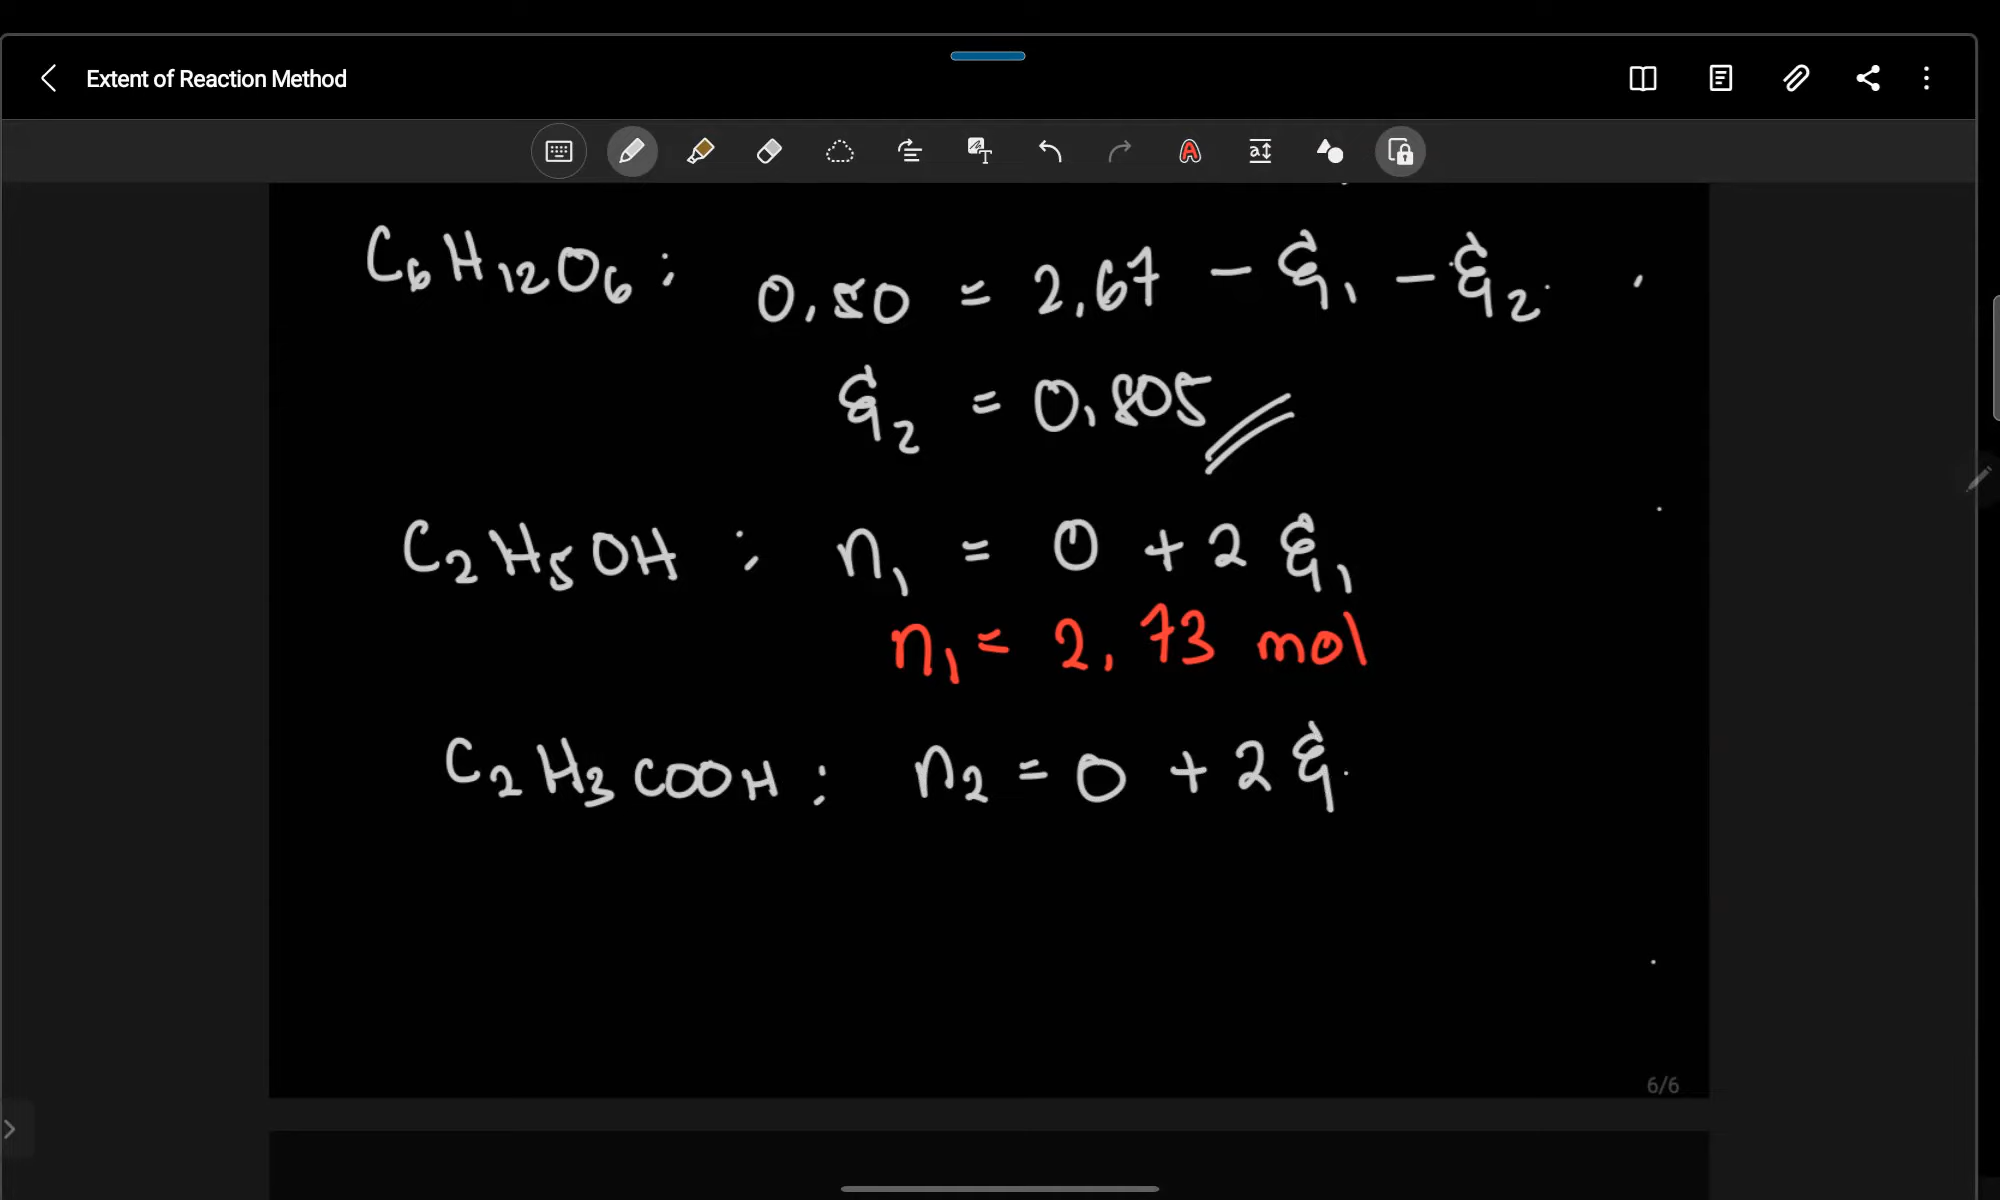 Extent of Reaction Method
C₆H₁₂O₆ : 0,50 = 2,67 - ξ₁ - ξ₂
ξ₂ = 0,805
C₂H₅OH : n₁ = 0 + 2 ξ₁
n₁ = 2,73 mol
C₂H₃COOH : n₂ = 0 + 2 ξ
6/6